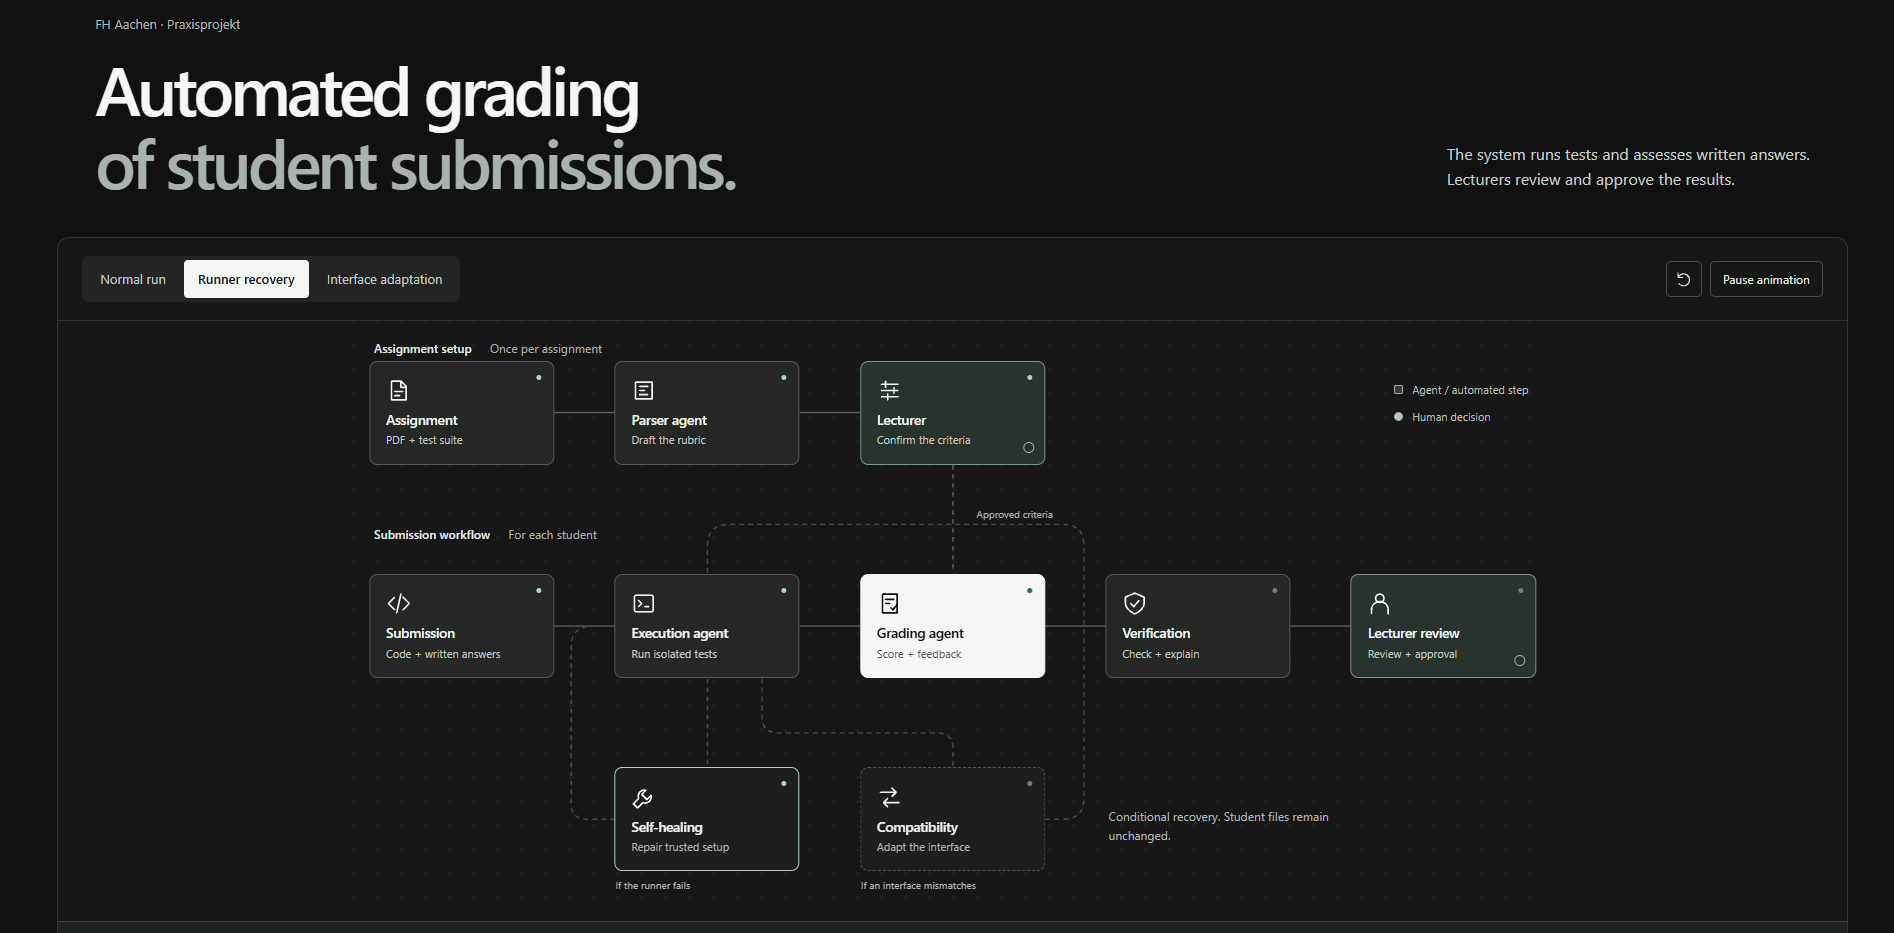 FH Aachen · Praxisprojekt
Automated grading
of student submissions.
The system runs tests and assesses written answers.
Lecturers review and approve the results.
Normal run
Runner recovery
Interface adaptation
Pause animation
Assignment setup
Once per assignment
Assignment
PDF + test suite
Parser agent
Draft the rubric
Lecturer
Confirm the criteria
Agent / automated step
Human decision
Approved criteria
Submission workflow
For each student
Submission
Code + written answers
Execution agent
Run isolated tests
Grading agent
Score + feedback
Verification
Check + explain
Lecturer review
Review + approval
Self-healing
Repair trusted setup
If the runner fails
Compatibility
Adapt the interface
If an interface mismatches
Conditional recovery. Student files remain
unchanged.